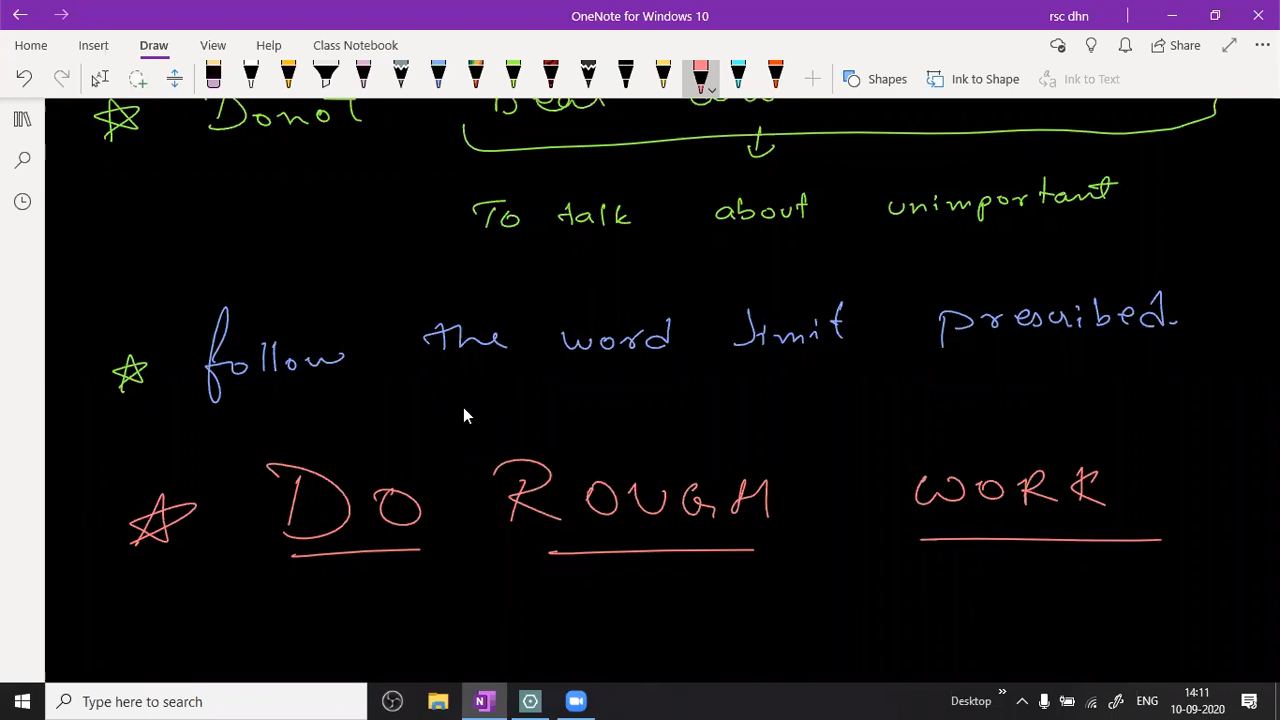 OneNote for Windows 10
rsc dhn
Home Insert Draw View Help Class Notebook
Share
Shapes Ink to Shape Ink to Text
Donot
To talk about unimportant
follow the word limit prescribed.
DO ROUGH WORK
Type here to search
Desktop
ENG
14:11
10-09-2020